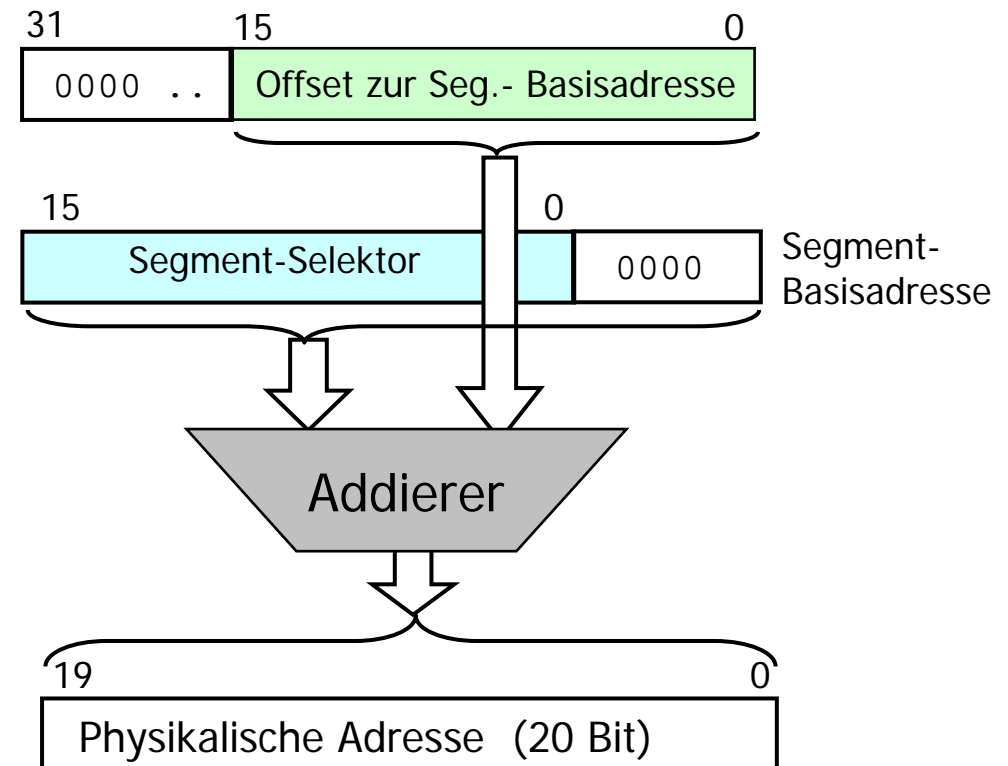 31 15 0
0000 .. Offset zur Seg.- Basisadresse
15 0
Segment-Selektor 0000
Segment-
Basisadresse
Addierer
19 0
Physikalische Adresse (20 Bit)